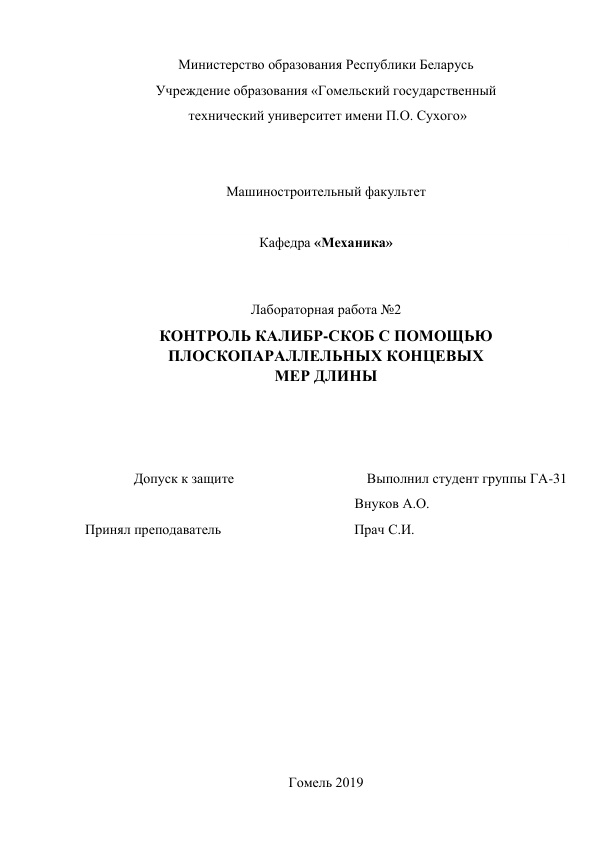 Министерство образования Республики Беларусь
Учреждение образования «Гомельский государственный
технический университет имени П.О. Сухого»
Машиностроительный факультет
Кафедра «Механика»
Лабораторная работа №2
КОНТРОЛЬ КАЛИБР-СКОБ С ПОМОЩЬЮ
ПЛОСКОПАРАЛЛЕЛЬНЫХ КОНЦЕВЫХ
МЕР ДЛИНЫ
Допуск к защите Выполнил студент группы ГА-31
Внуков А.О.
Принял преподаватель Прач С.И.
Гомель 2019